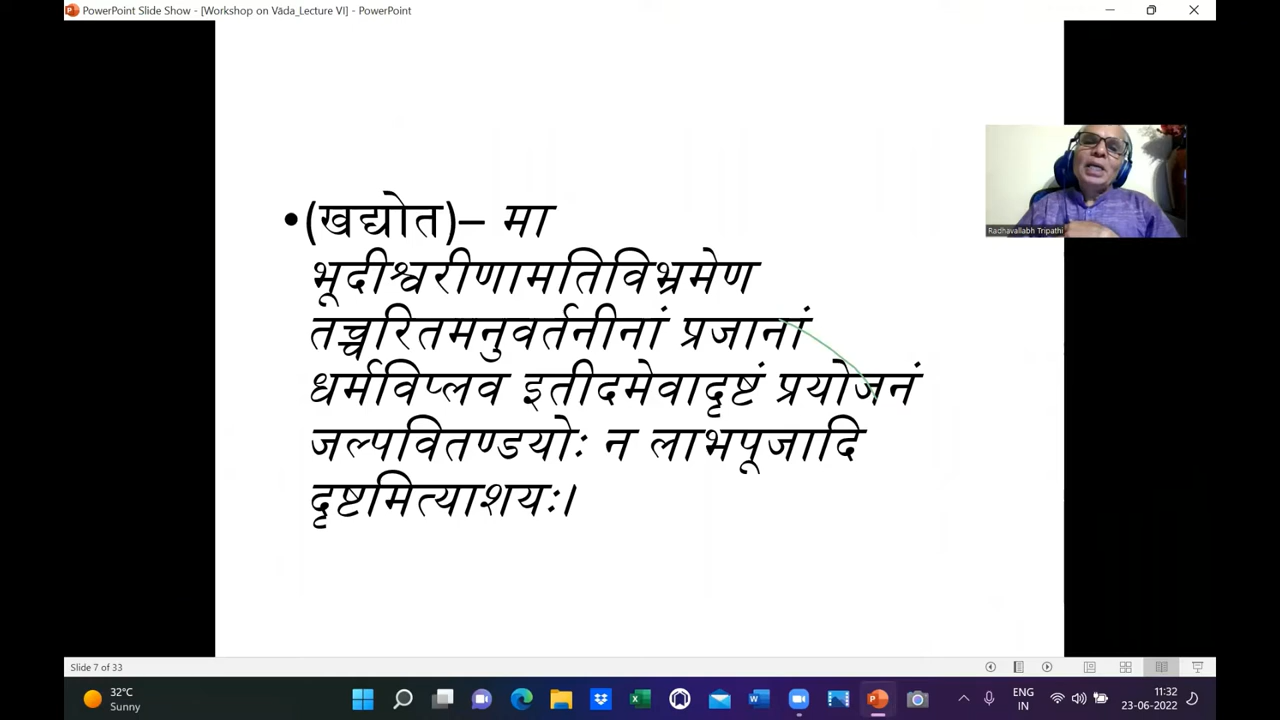 PowerPoint Slide Show - [Workshop on Vāda_Lecture VI] - PowerPoint
Radhavallabh Tripathi
•(खद्योत)– मा
भूदीश्वरीणामतिविभ्रमेण
तच्चरितमनुवर्तनीनां प्रजानां
धर्मविप्लव इतीदमेवादृष्टं प्रयोजनं
जल्पवितण्डयोः न लाभपूजादि
दृष्टमित्याशयः।
Slide 7 of 33
32°C
Sunny
ENG
IN
11:32
23-06-2022